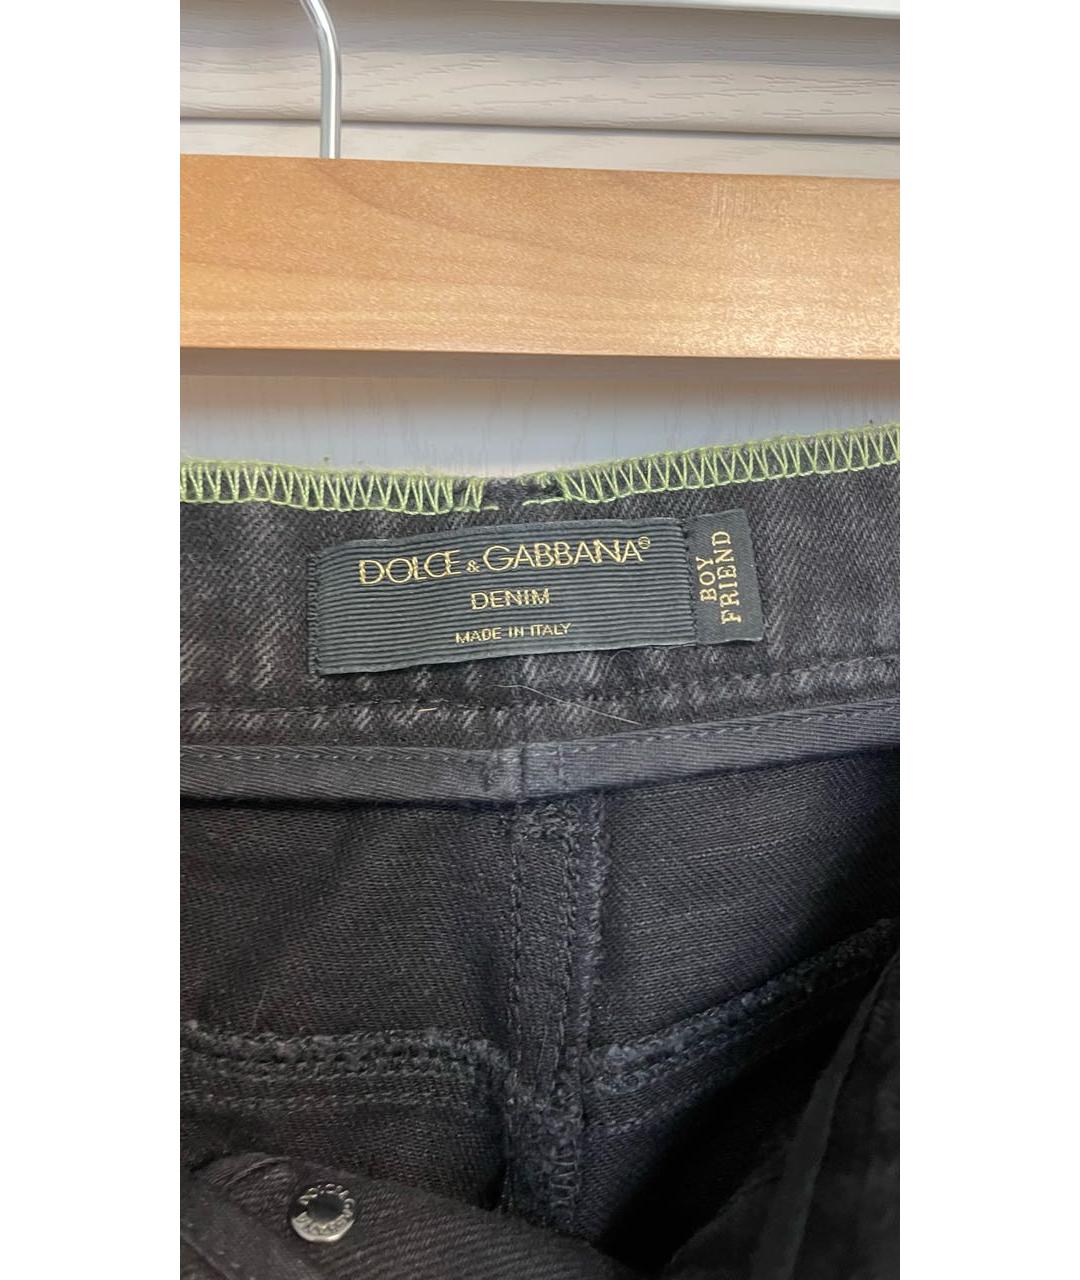 DOLCE & GABBANA®
DENIM
MADE IN ITALY
BOY
FRIEND